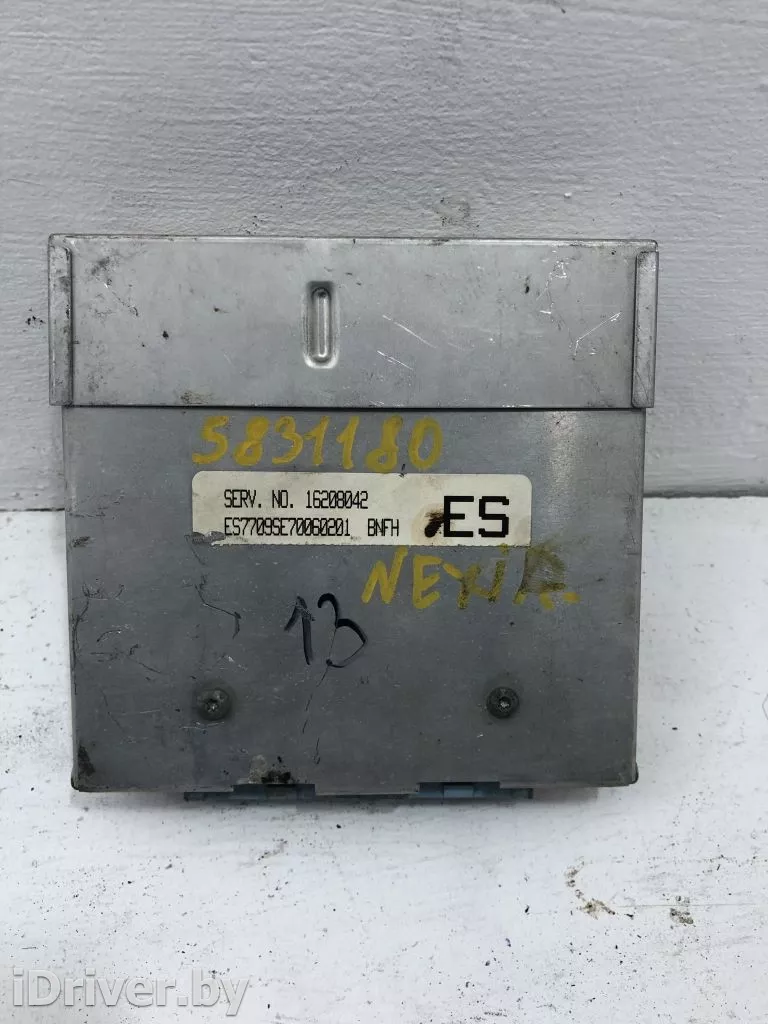 5831180
SERV. NO. 16208042
ES7709SE70060201 BNFH ES
NEXIA
13
iDriver.by